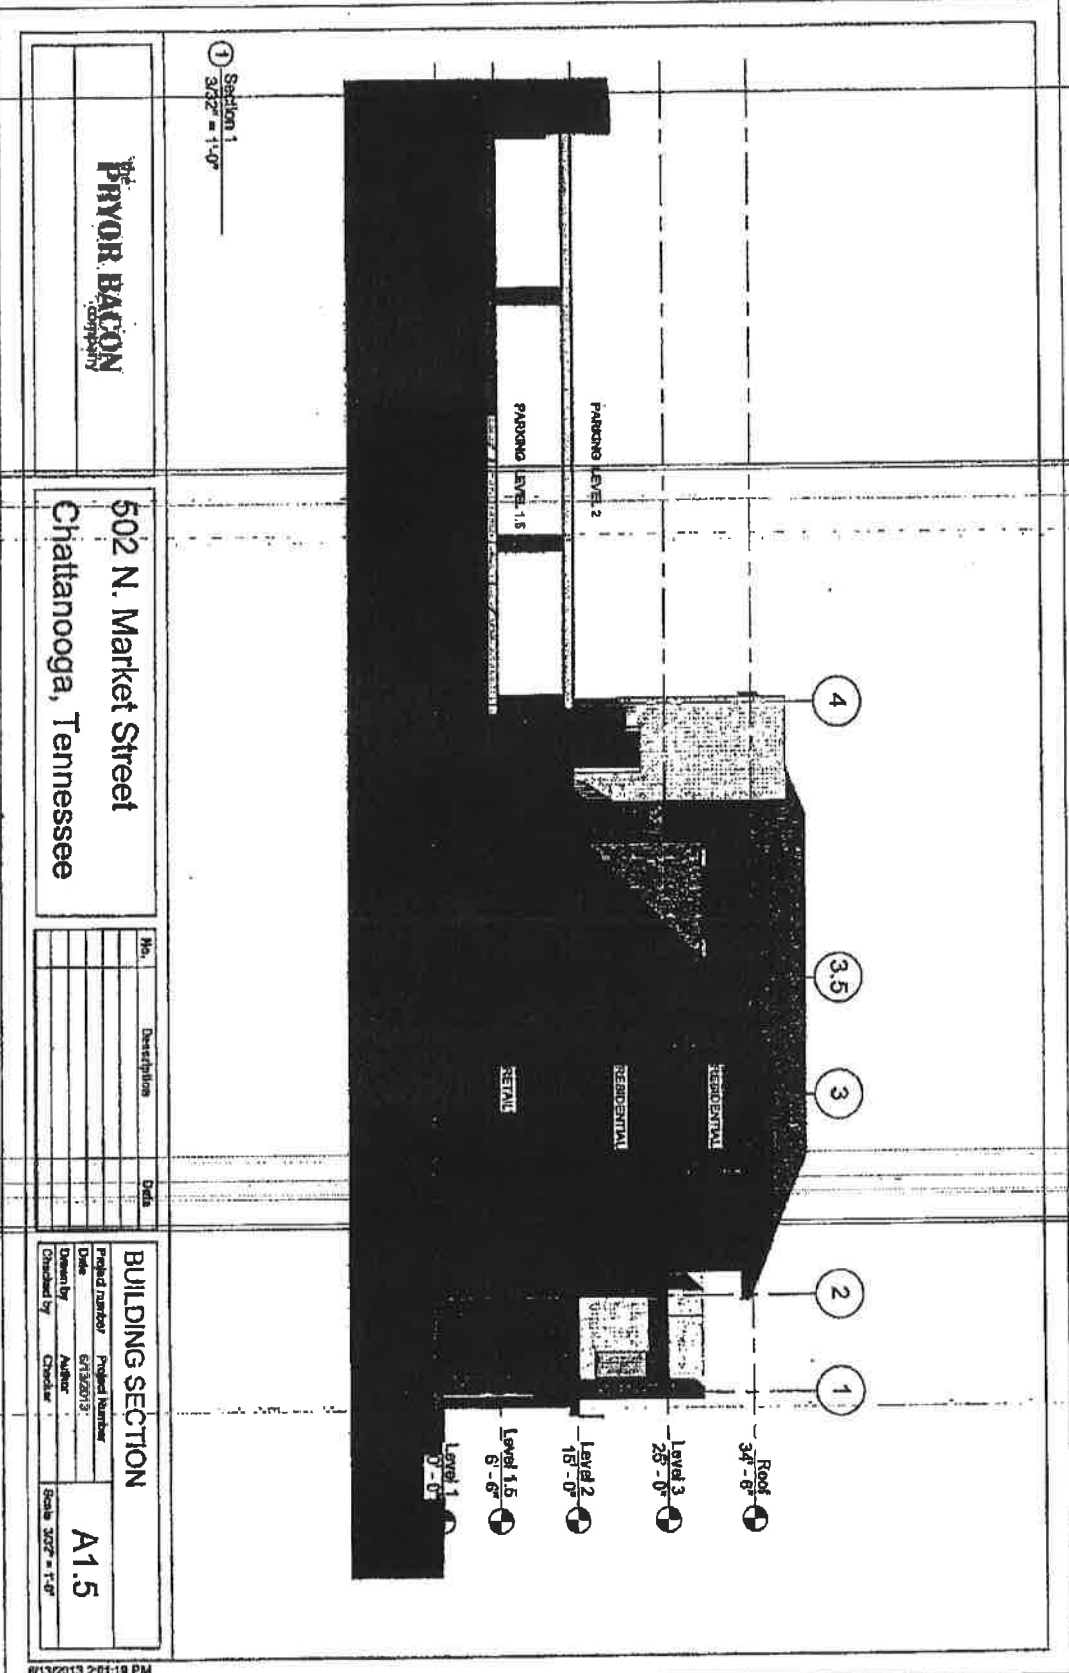 1
Section 1
3/32" = 1'-0"
PARKING LEVEL 2
PARKING LEVEL 1.5
4
3.5
3
2
1
RESIDENTIAL
RESIDENTIAL
RETAIL
Roof
34' - 6"
Level 3
25' - 0"
Level 2
15' - 0"
Level 1.5
6' - 6"
Level 1
0' - 0"
the
PRYOR BACON
company
502 N. Market Street
Chattanooga, Tennessee
No. Description Date
BUILDING SECTION
Project number Project Number
Date 6/13/2013
Drawn by Author
Checked by Checker
A1.5
Scale 3/32" = 1'-0"
6/13/2013 2:01:19 PM